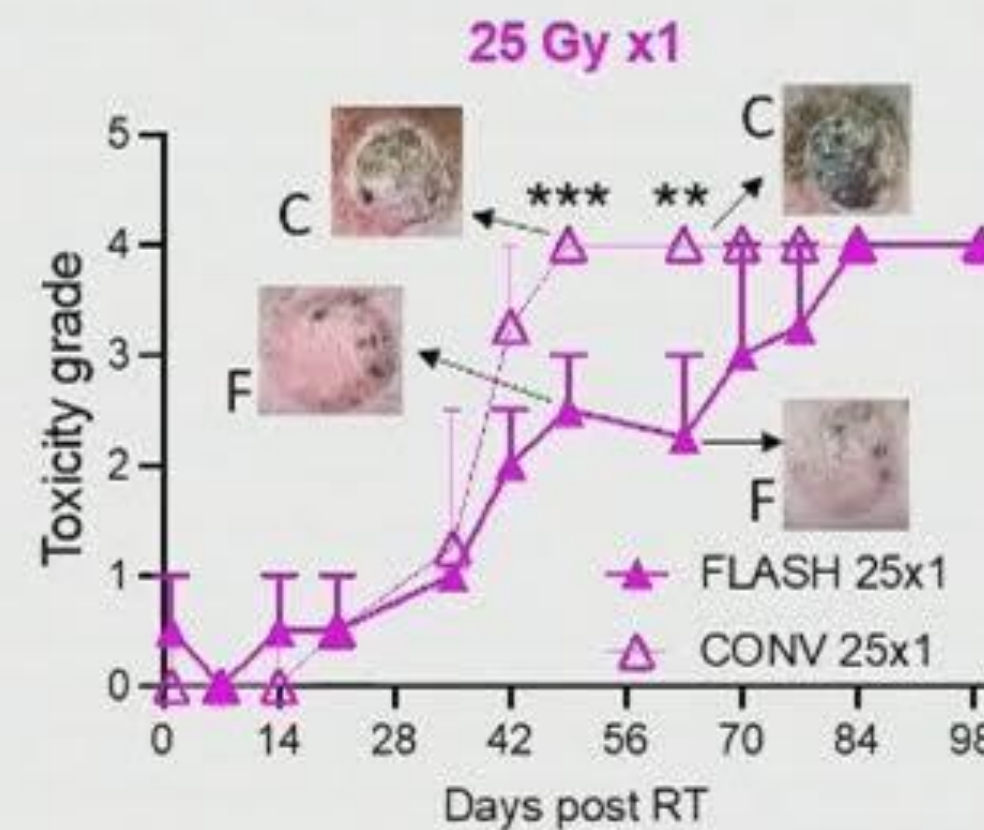 25 Gy x1
5
C
C
*** **
4
Toxicity grade
3
F
2
F
1
FLASH 25x1
CONV 25x1
0
0 14 28 42 56 70 84 98
Days post RT